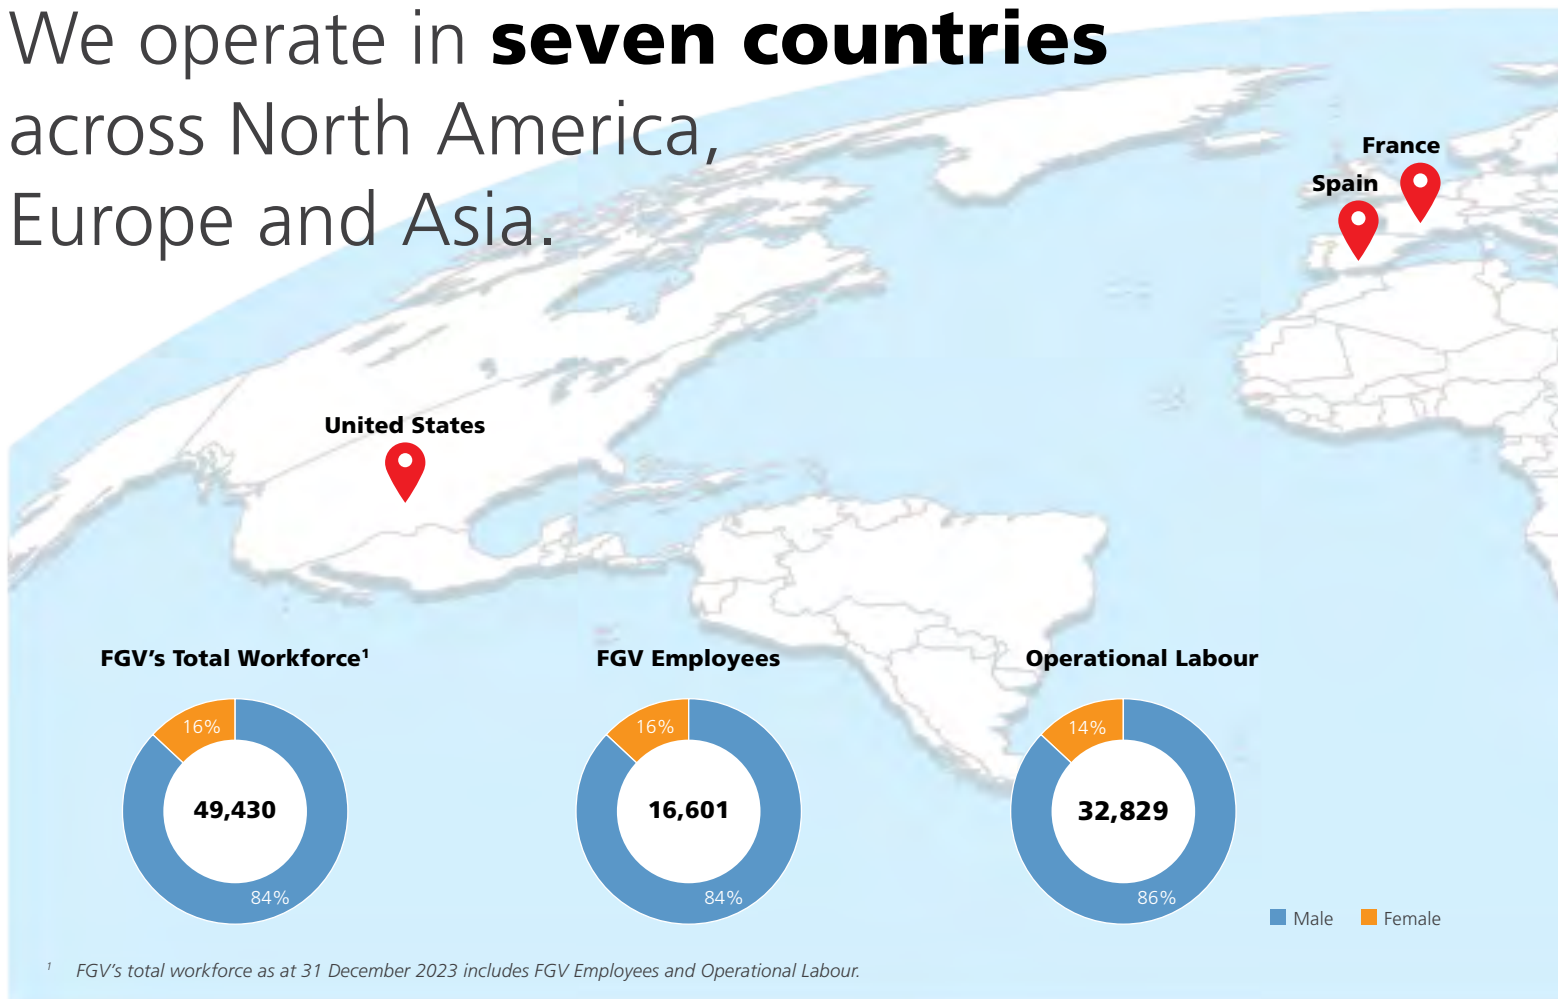 We operate in seven countries
across North America,
Europe and Asia.
France
Spain
United States
FGV's Total Workforce¹
16%
49,430
84%
FGV Employees
16%
16,601
84%
Operational Labour
14%
32,829
86%
Male
Female
¹ FGV's total workforce as at 31 December 2023 includes FGV Employees and Operational Labour.